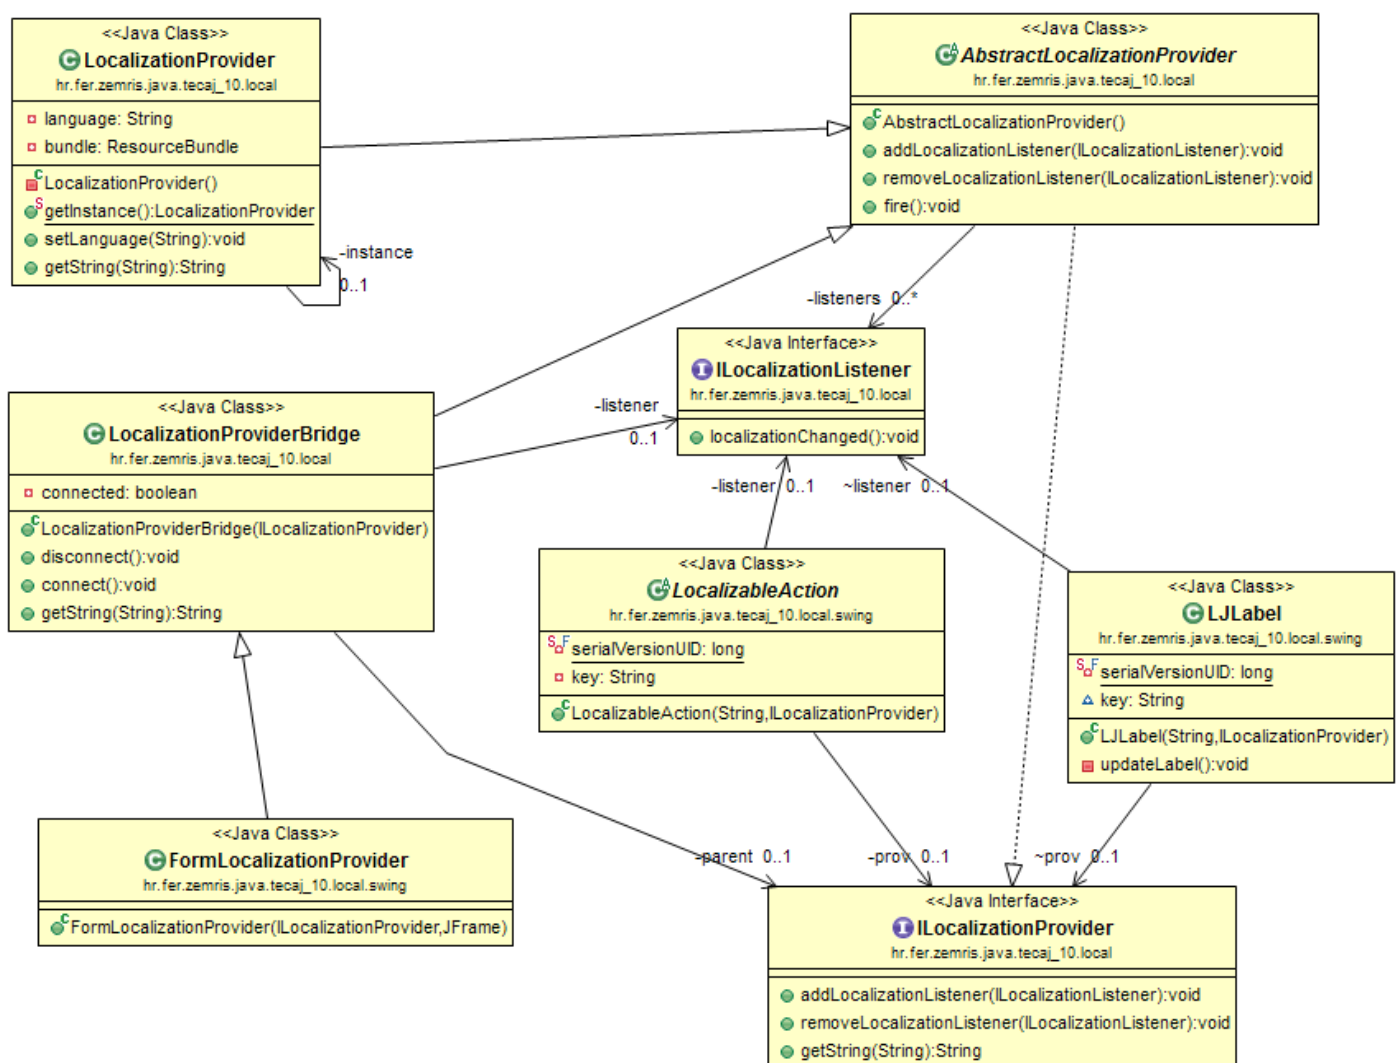 <<Java Class>>
LocalizationProvider
hr.fer.zemris.java.tecaj_10.local
language: String
bundle: ResourceBundle
LocalizationProvider()
getInstance():LocalizationProvider
setLanguage(String):void
getString(String):String
-instance
0..1
<<Java Class>>
AbstractLocalizationProvider
hr.fer.zemris.java.tecaj_10.local
AbstractLocalizationProvider()
addLocalizationListener(ILocalizationListener):void
removeLocalizationListener(ILocalizationListener):void
fire():void
-listeners 0..*
<<Java Interface>>
ILocalizationListener
hr.fer.zemris.java.tecaj_10.local
localizationChanged():void
<<Java Class>>
LocalizationProviderBridge
hr.fer.zemris.java.tecaj_10.local
connected: boolean
LocalizationProviderBridge(ILocalizationProvider)
disconnect():void
connect():void
getString(String):String
-listener
0..1
-listener 0..1
~listener 0..1
<<Java Class>>
LocalizableAction
hr.fer.zemris.java.tecaj_10.local.swing
serialVersionUID: long
key: String
LocalizableAction(String,ILocalizationProvider)
<<Java Class>>
LJLabel
hr.fer.zemris.java.tecaj_10.local.swing
serialVersionUID: long
key: String
LJLabel(String,ILocalizationProvider)
updateLabel():void
<<Java Class>>
FormLocalizationProvider
hr.fer.zemris.java.tecaj_10.local.swing
FormLocalizationProvider(ILocalizationProvider,JFrame)
-parent 0..1
-prov 0..1
~prov 0..1
<<Java Interface>>
ILocalizationProvider
hr.fer.zemris.java.tecaj_10.local
addLocalizationListener(ILocalizationListener):void
removeLocalizationListener(ILocalizationListener):void
getString(String):String